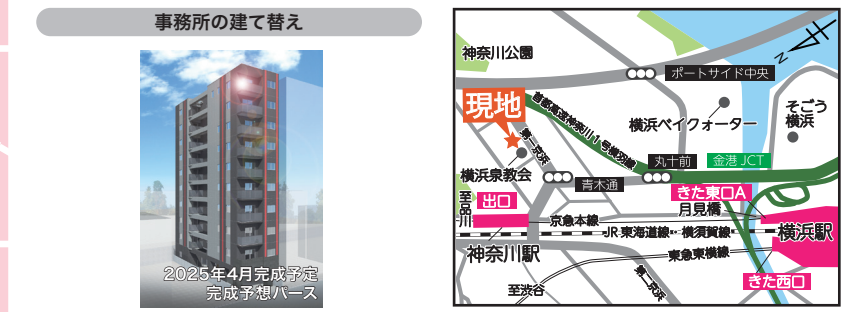 事務所の建て替え
2025年4月完成予定
完成予想パース
神奈川公園
ポートサイド中央
N
現地
首都高速神奈川1号横羽線
横浜ベイクォーター
そごう
横浜
第二京浜
丸十前
金港 JCT
横浜泉教会
青木通
至品川
出口
きた東口A
月見橋
京急本線
JR 東海道線・横須賀線
横浜駅
神奈川駅
東急東横線
第二京浜
きた西口
至渋谷